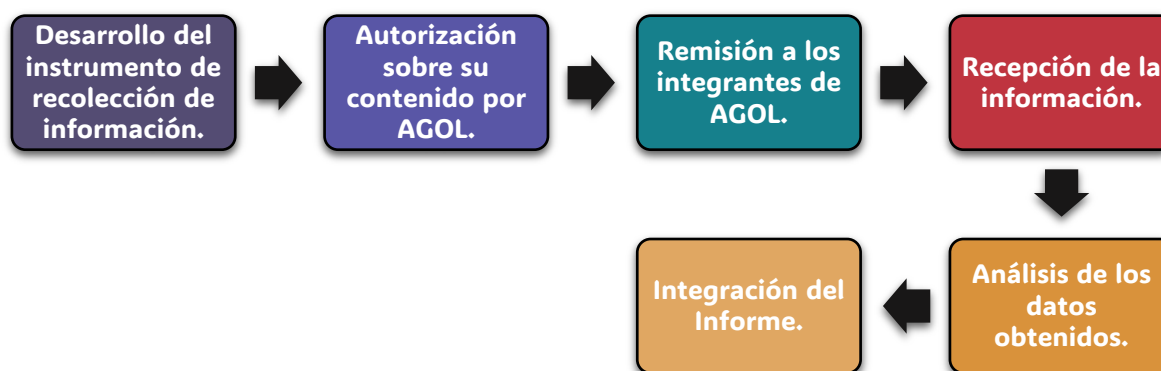 Desarrollo del
instrumento de
recolección de
información.
Autorización
sobre su
contenido por
AGOL.
Remisión a los
integrantes de
AGOL.
Recepción de la
información.
Análisis de los
datos
obtenidos.
Integración del
Informe.